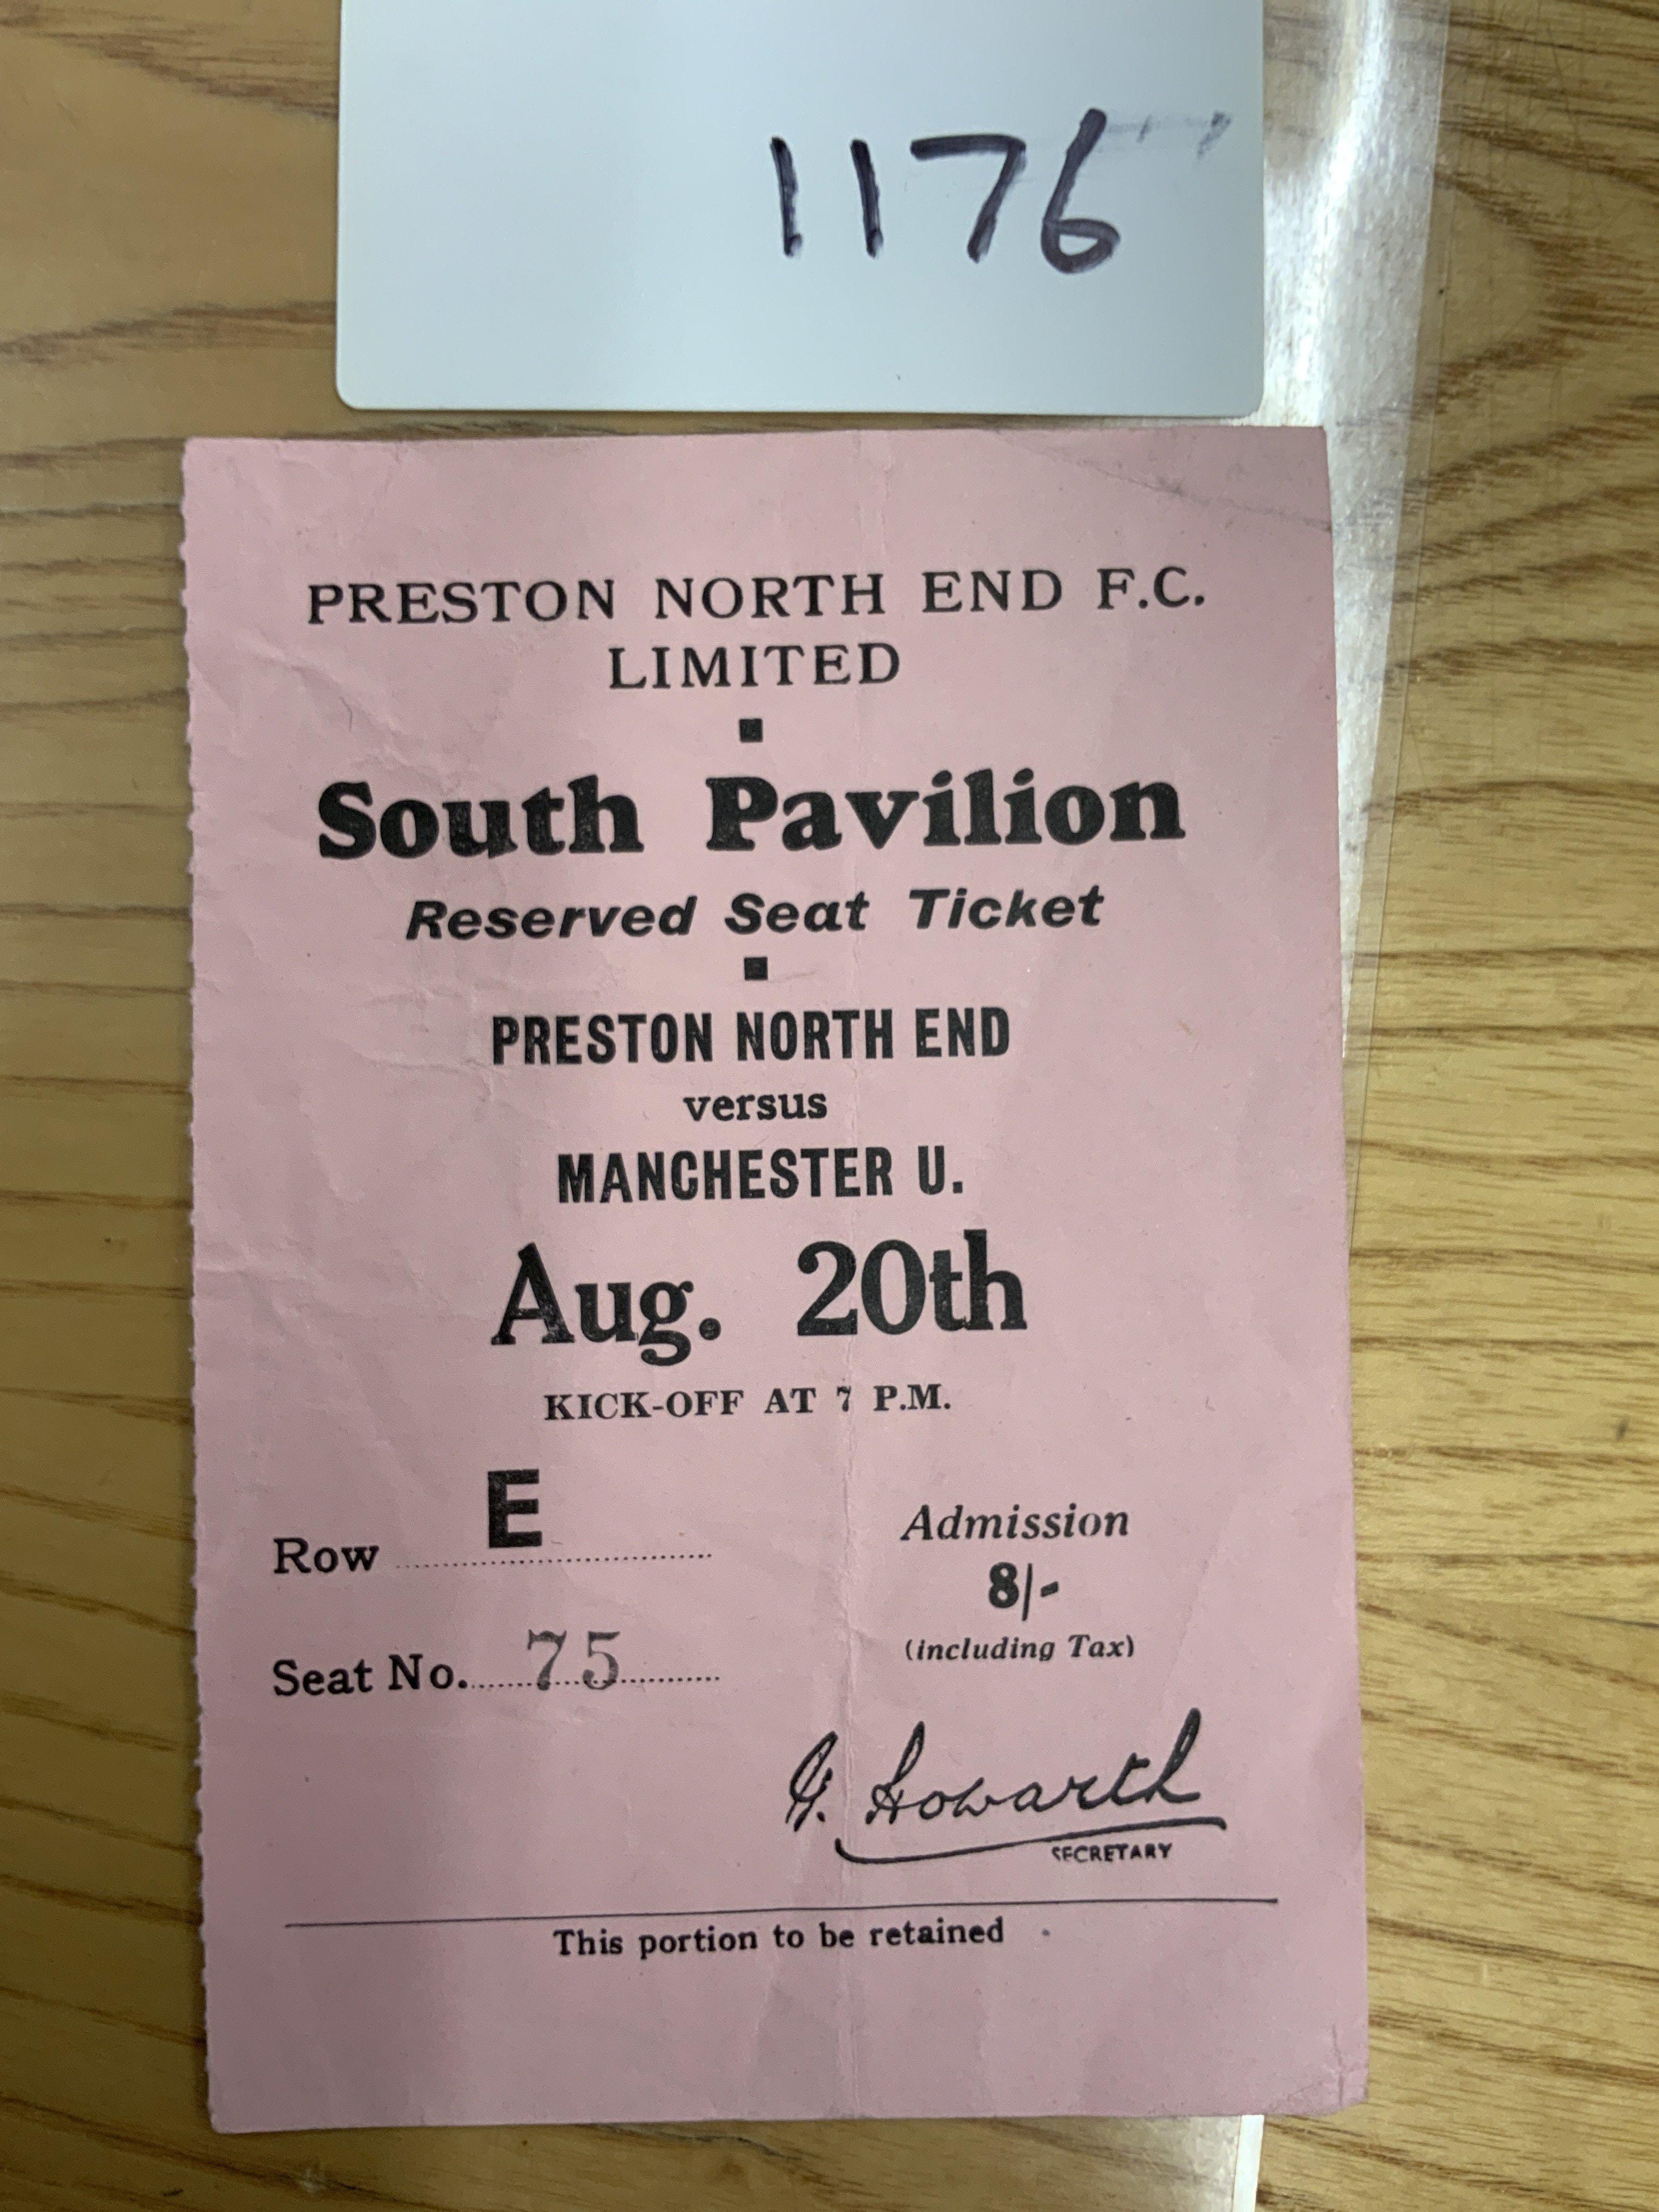 1176
PRESTON NORTH END F.C.
LIMITED
South Pavilion
Reserved Seat Ticket
PRESTON NORTH END
versus
MANCHESTER U.
Aug. 20th
KICK-OFF AT 7 P.M.
Row E
Admission
8/-
(including Tax)
Seat No. 75
G. Howarth
SECRETARY
This portion to be retained